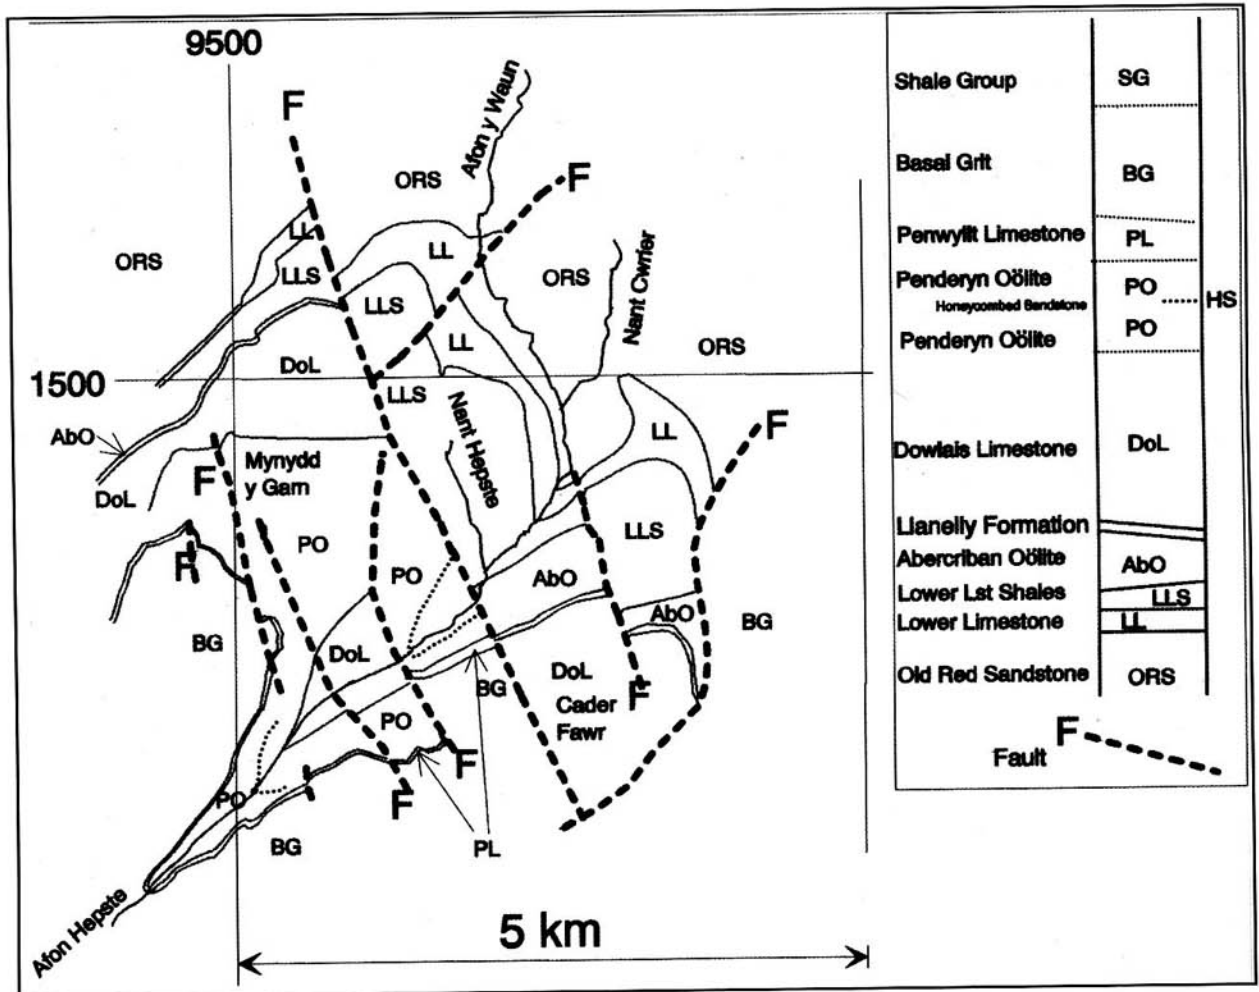 9500
F
Afon y Waun
F
ORS
LL
ORS
LL
LLS
LLS
ORS
Nant Cwrier
LL
ORS
DoL
1500
LLS
Nant Hepste
AbO
F
LL
Mynydd
y Garn
F
DoL
LLS
PO
F
PO
AbO
AbO
BG
BG
DoL
DoL
BG
F
Cader
Fawr
PO
F
F
PO
BG
PL
Afon Hepste
5 km
Shale Group
SG
Basal Grit
BG
Penwyllt Limestone
PL
Penderyn Oölite
PO
Honeycombed Sandstone
HS
Penderyn Oölite
PO
Dowlais Limestone
DoL
Llanelly Formation
Abercriban Oölite
AbO
Lower Lst Shales
LLS
Lower Limestone
LL
Old Red Sandstone
ORS
F
Fault